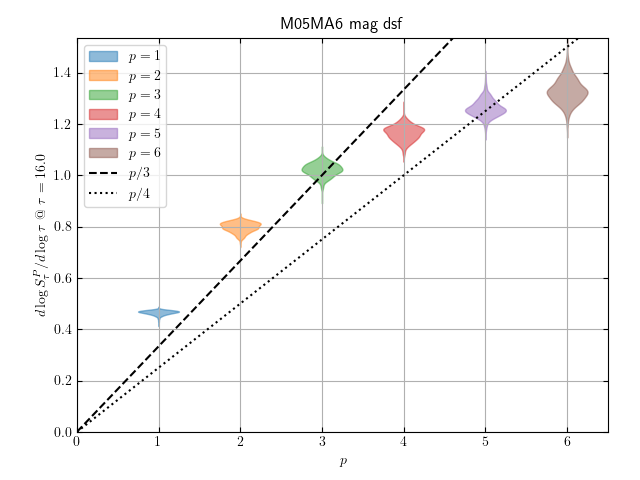 M05MA6 mag dsf
d log S_τ^P / d log τ @ τ = 16.0
1.4
1.2
1.0
0.8
0.6
0.4
0.2
0.0
p = 1
p = 2
p = 3
p = 4
p = 5
p = 6
p/3
p/4
0 1 2 3 4 5 6
p